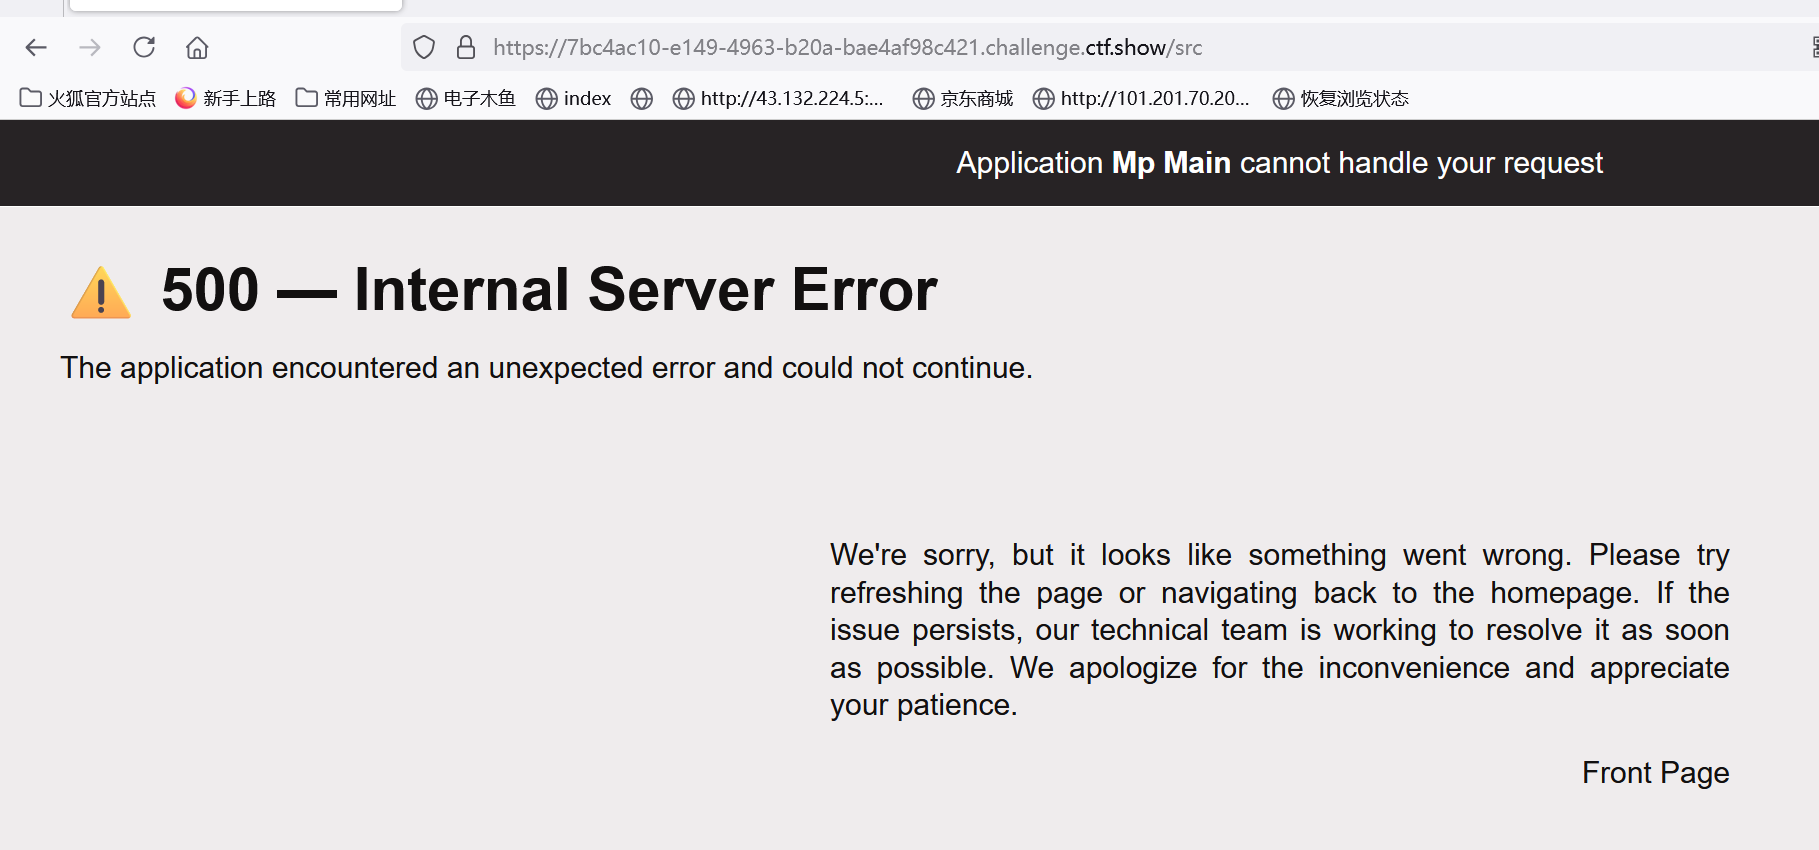 https://7bc4ac10-e149-4963-b20a-bae4af98c421.challenge.ctf.show/src
火狐官方站点 新手上路 常用网址 电子木鱼 index http://43.132.224.5:... 京东商城 http://101.201.70.20... 恢复浏览状态
Application Mp Main cannot handle your request
500 — Internal Server Error
The application encountered an unexpected error and could not continue.
We're sorry, but it looks like something went wrong. Please try
refreshing the page or navigating back to the homepage. If the
issue persists, our technical team is working to resolve it as soon
as possible. We apologize for the inconvenience and appreciate
your patience.
Front Page